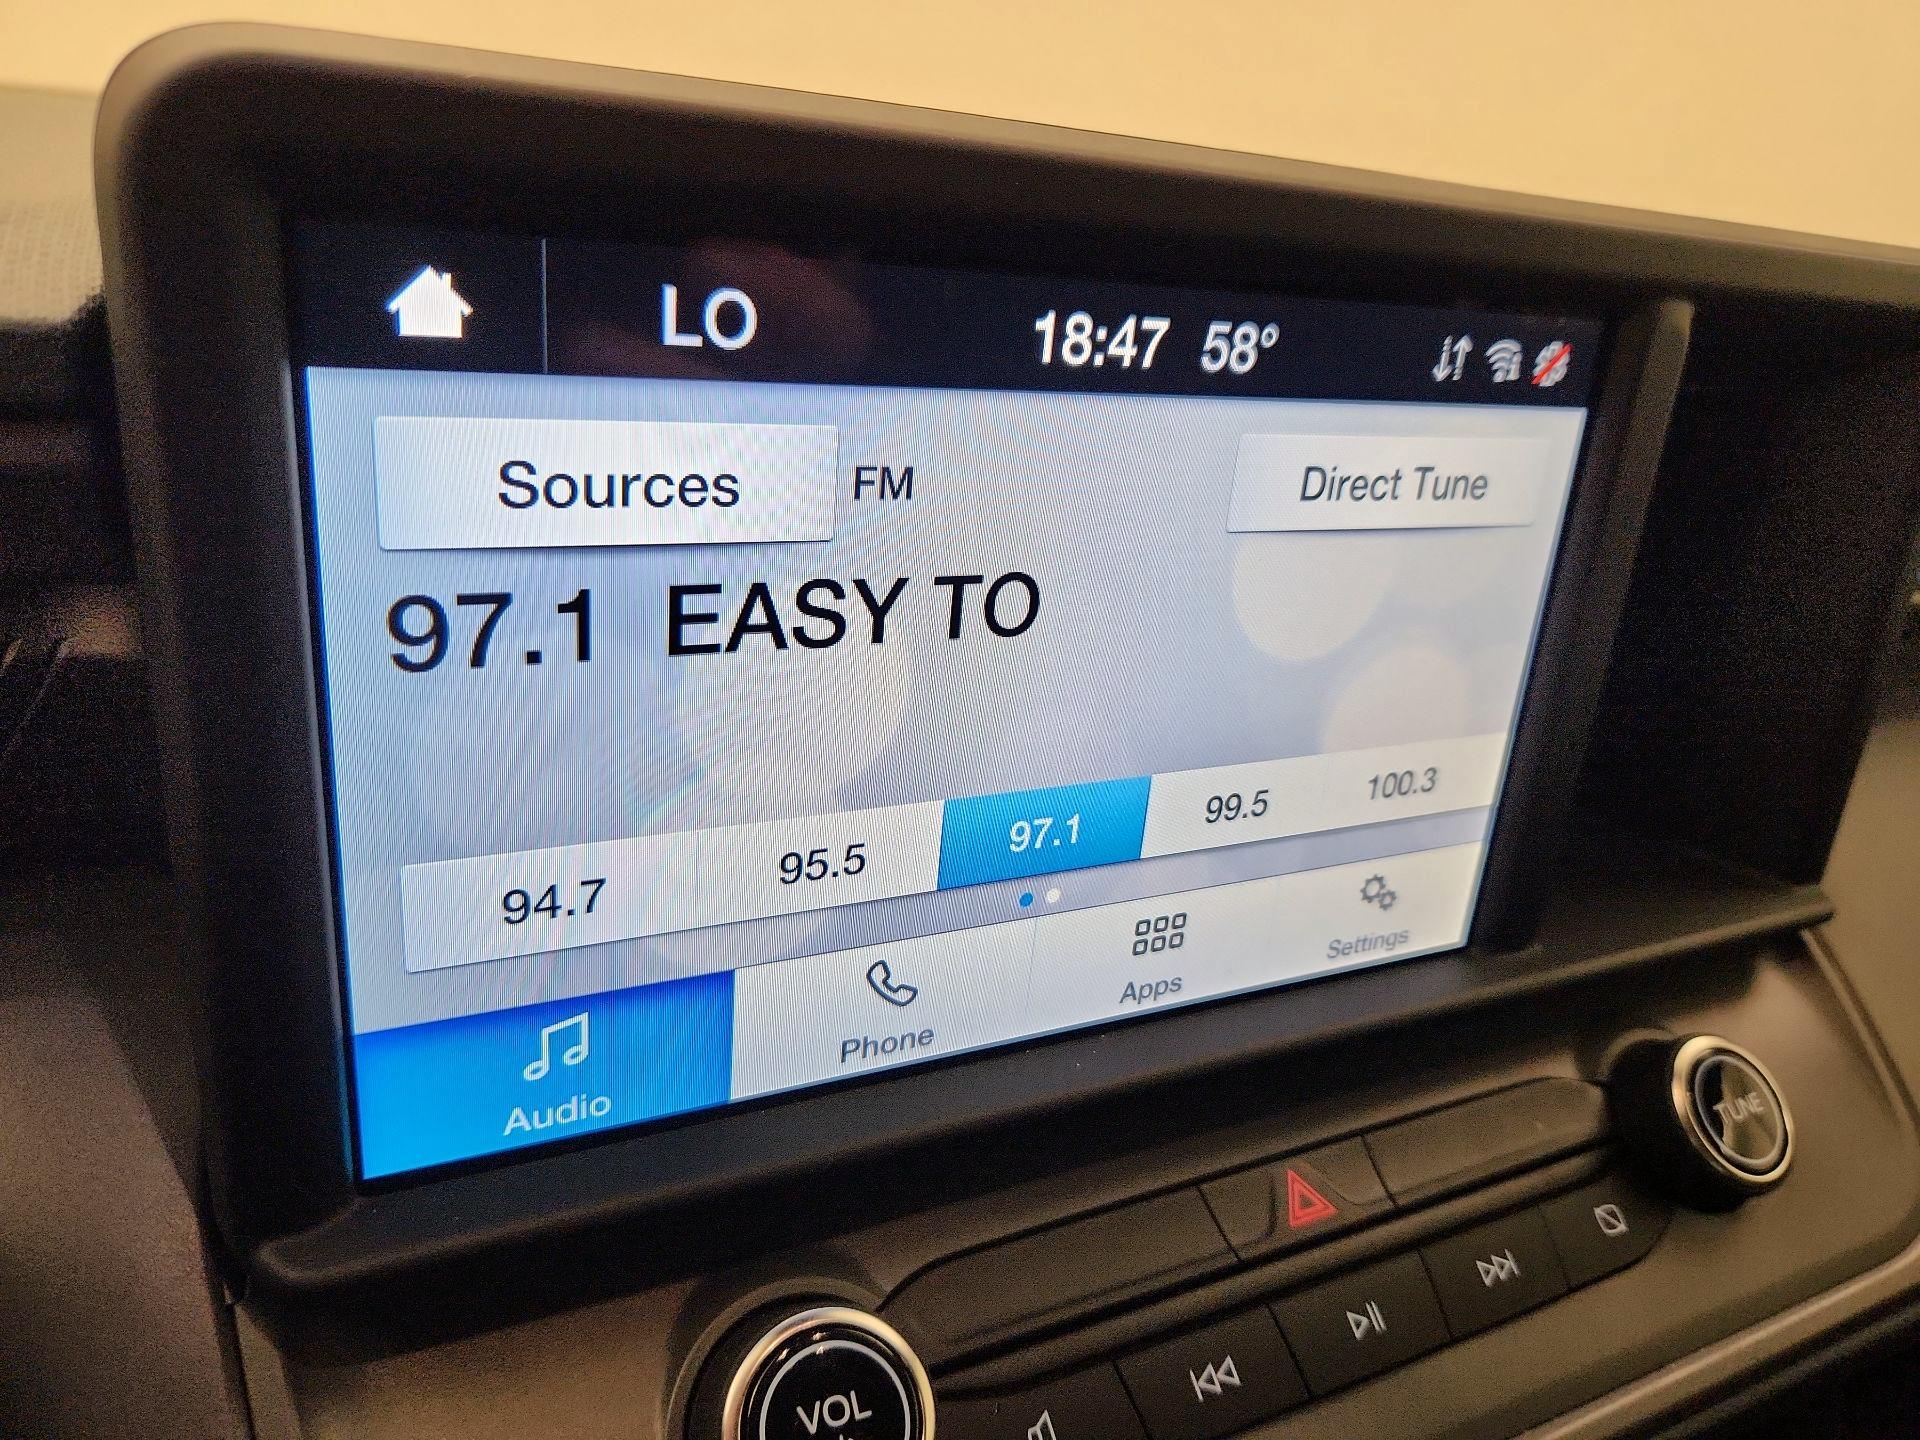 LO 18:47 58°
Sources FM Direct Tune
97.1 EASY TO
94.7 95.5 97.1 99.5 100.3
Audio Phone Apps Settings
TUNE
VOL